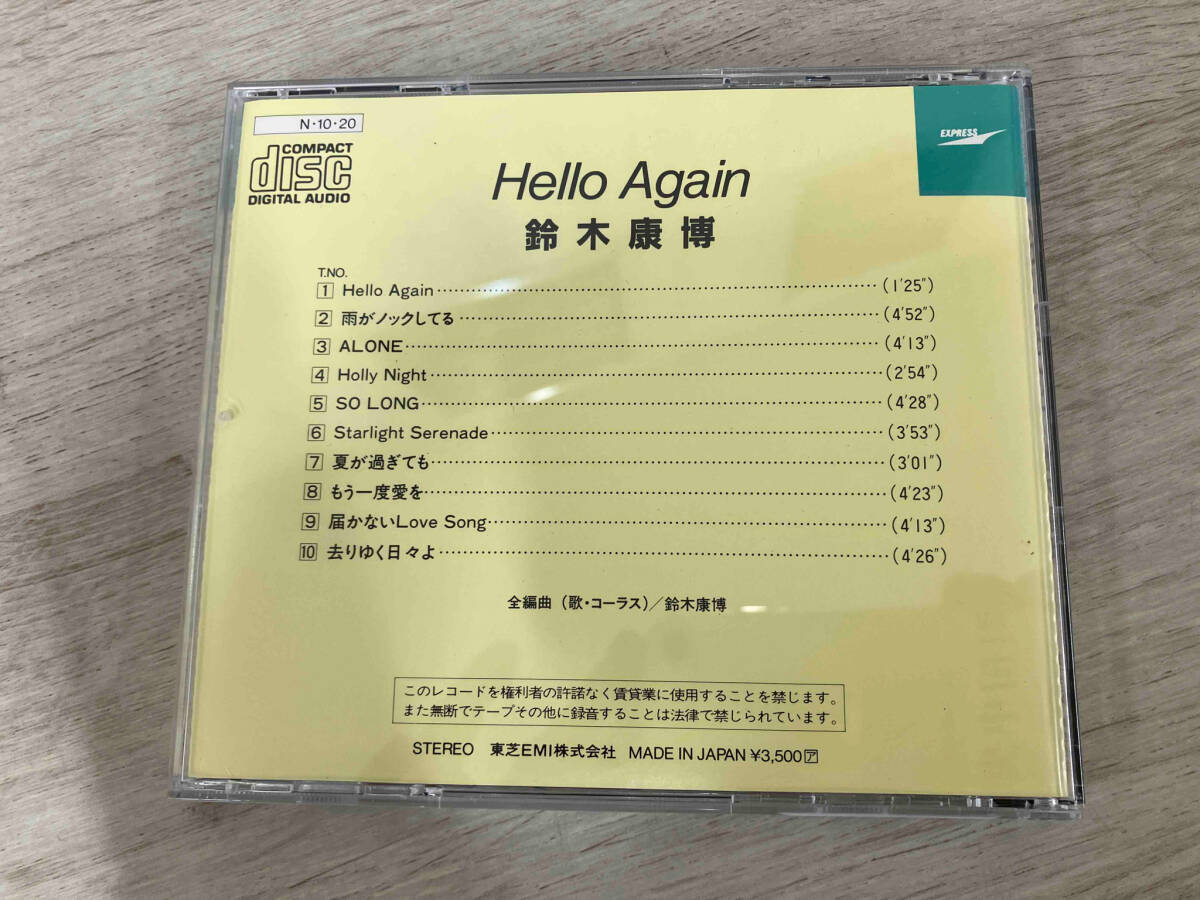 N・10・20
COMPACT
disc
DIGITAL AUDIO
EXPRESS
Hello Again
鈴木康博
T.NO.
1 Hello Again (1'25")
2 雨がノックしてる (4'52")
3 ALONE (4'13")
4 Holly Night (2'54")
5 SO LONG (4'28")
6 Starlight Serenade (3'53")
7 夏が過ぎても (3'01")
8 もう一度愛を (4'23")
9 届かないLove Song (4'13")
10 去りゆく日々よ (4'26")
全編曲(歌・コーラス)／鈴木康博
このレコードを権利者の許諾なく賃貸業に使用することを禁じます。
また無断でテープその他に録音することは法律で禁じられています。
STEREO 東芝EMI株式会社 MADE IN JAPAN ¥3,500ア